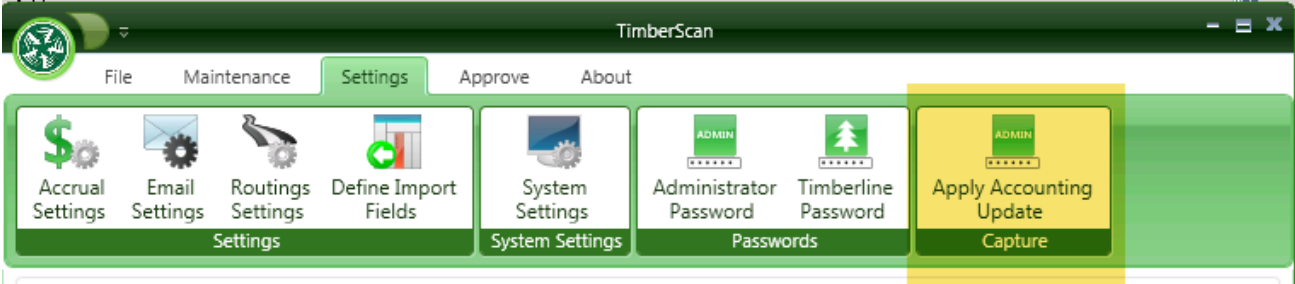 TimberScan
File Maintenance Settings Approve About
ADMIN ADMIN
Accrual Settings
Email Settings
Routings Settings
Define Import Fields
System Settings
Administrator Password
Timberline Password
Apply Accounting Update
Settings System Settings Passwords Capture